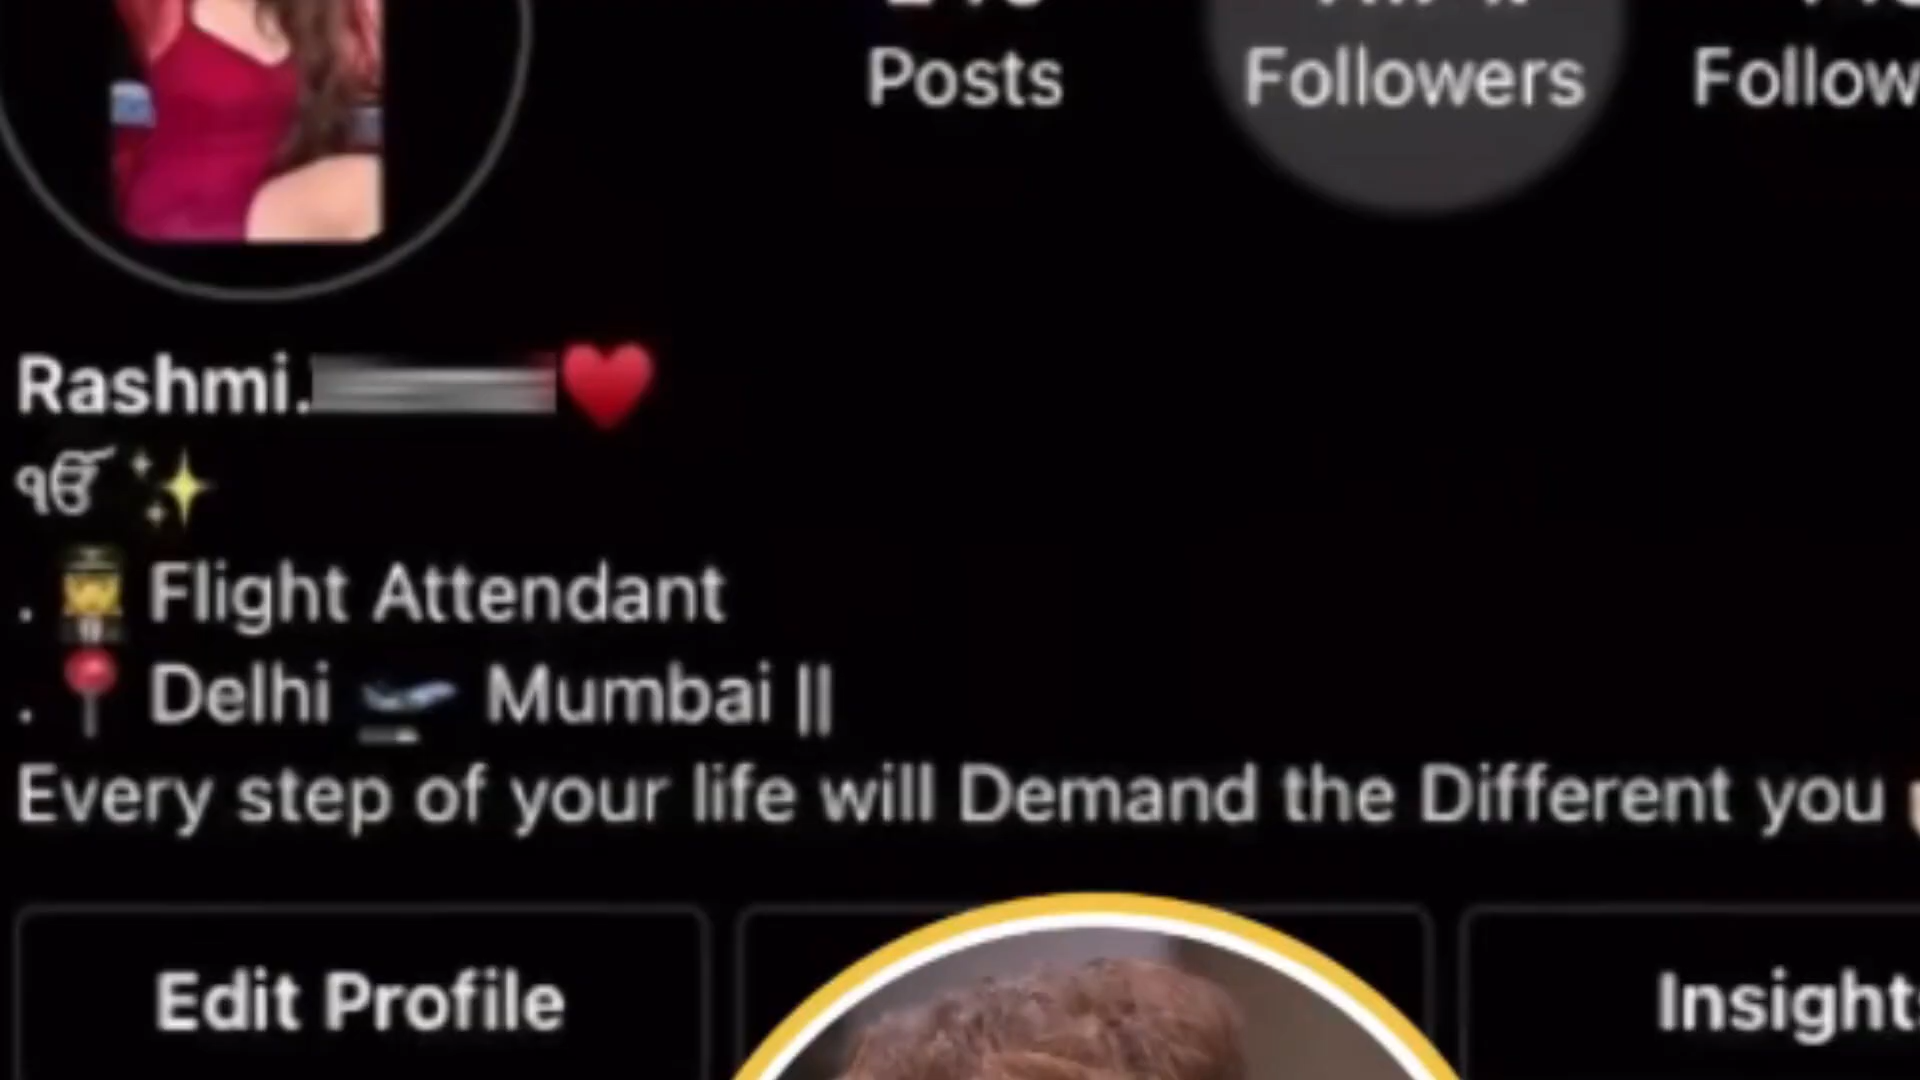 Posts
Followers
Follow
Rashmi.❤️
ੴ ✨
. Flight Attendant
. 📍 Delhi 🛫 Mumbai ||
Every step of your life will Demand the Different you
Edit Profile
Insights